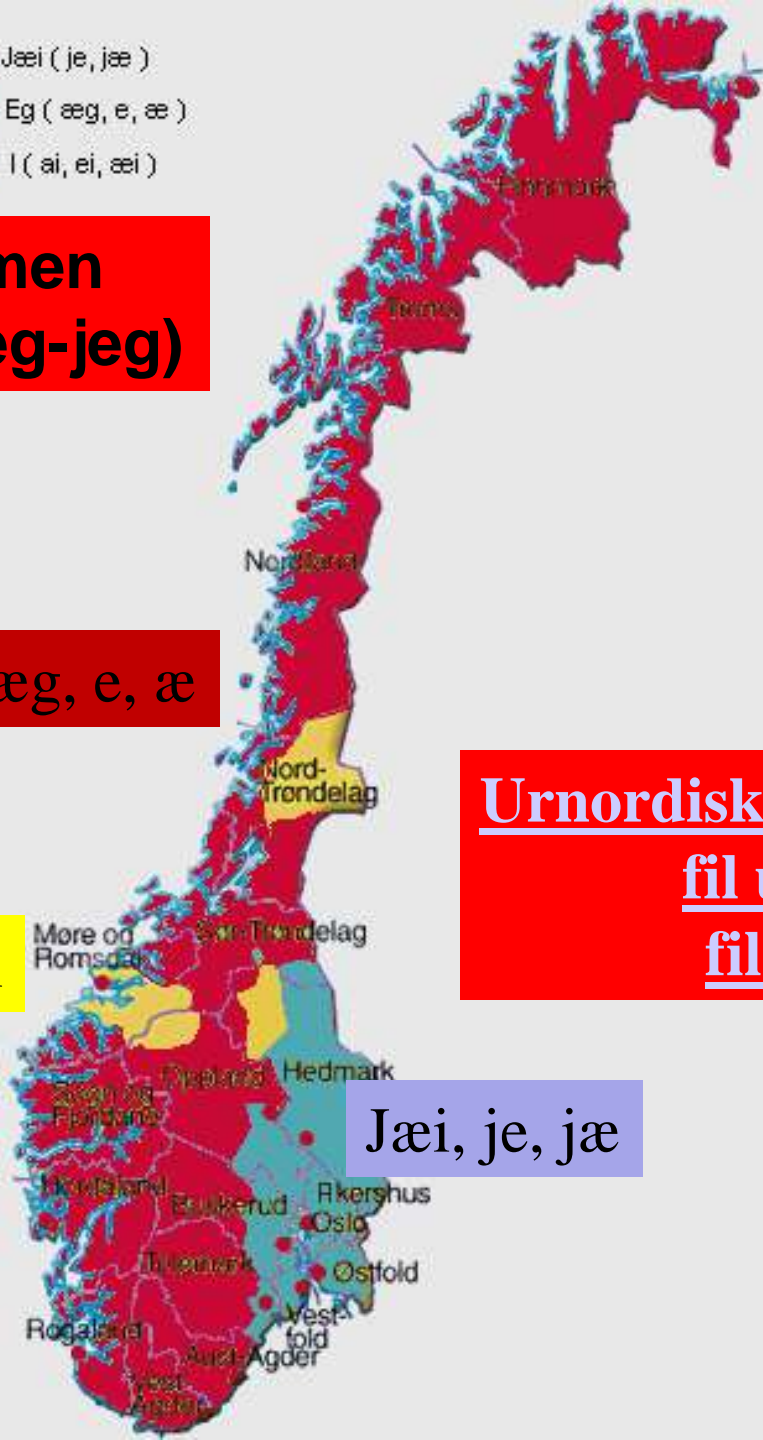 Jæi ( je, jæ )
Eg ( æg, e, æ )
I ( ai, ei, æi )
men
eg-jeg)
Finnmark
Troms
Nordland
æg, e, æ
Nord-
Trøndelag
Urnordisk
fil u
fil
Møre og
Romsdal
Sør-Trøndelag
Oppland
Hedmark
Sogn og
Fjordane
Jæi, je, jæ
Hordaland
Buskerud
Akershus
Oslo
Telemark
Østfold
Vest-
fold
Rogaland
Aust-Agder
Vest-
Agder